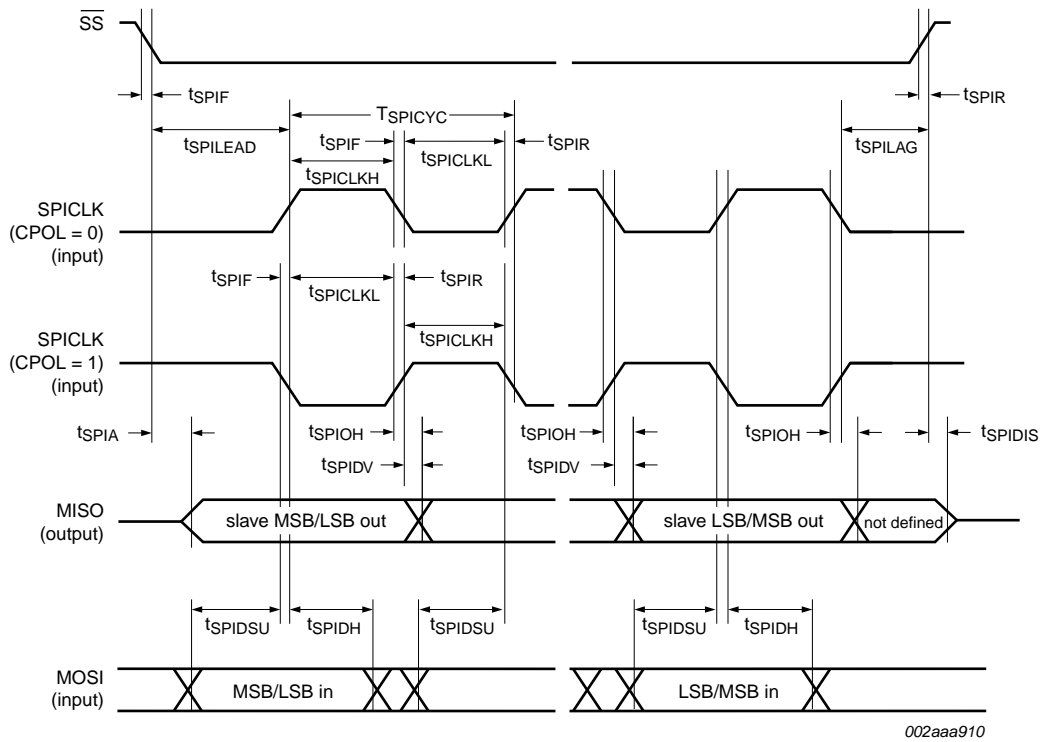 SS
tSPIF
tSPIR
TSPICYC
tSPILEAD
tSPIF
tSPICLKL
tSPIR
tSPILAG
tSPICLKH
SPICLK
(CPOL = 0)
(input)
tSPIF
tSPICLKL
tSPIR
tSPICLKH
SPICLK
(CPOL = 1)
(input)
tSPIA
tSPIOH
tSPIOH
tSPIOH
tSPIDIS
tSPIDV
tSPIDV
MISO
(output)
slave MSB/LSB out
slave LSB/MSB out
not defined
tSPIDSU
tSPIDH
tSPIDSU
tSPIDSU
tSPIDH
MOSI
(input)
MSB/LSB in
LSB/MSB in
002aaa910